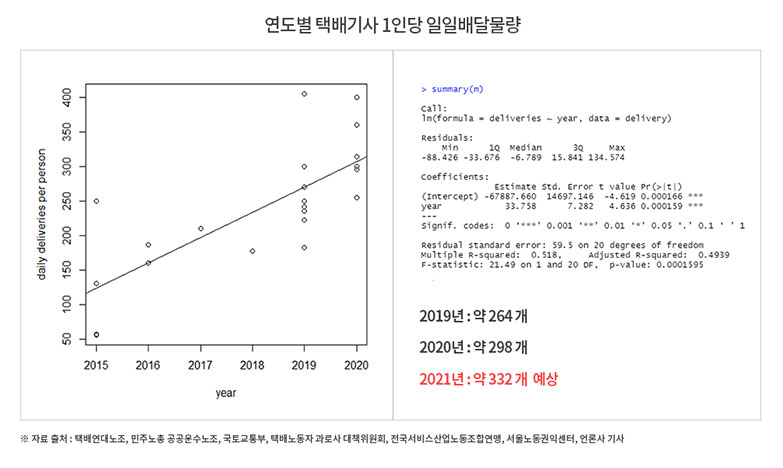 연도별 택배기사 1인당 일일배달물량
daily deliveries per person
400
350
300
250
200
150
100
50
2015 2016 2017 2018 2019 2020
year
> summary(m)
Call:
lm(formula = deliveries ~ year, data = delivery)
Residuals:
Min 1Q Median 3Q Max
-88.426 -33.676 -6.789 15.841 134.574
Coefficients:
Estimate Std. Error t value Pr(>|t|)
(Intercept) -67887.660 14697.146 -4.619 0.000166 ***
year 33.758 7.282 4.636 0.000159 ***
---
Signif. codes: 0 '***' 0.001 '**' 0.01 '*' 0.05 '.' 0.1 ' ' 1
Residual standard error: 59.5 on 20 degrees of freedom
Multiple R-squared: 0.518, Adjusted R-squared: 0.4939
F-statistic: 21.49 on 1 and 20 DF, p-value: 0.0001595
2019년 : 약 264 개
2020년 : 약 298 개
2021년 : 약 332 개 예상
※ 자료 출처 : 택배연대노조, 민주노총 공공운수노조, 국토교통부, 택배노동자 과로사 대책위원회, 전국서비스산업노동조합연맹, 서울노동권익센터, 언론사 기사